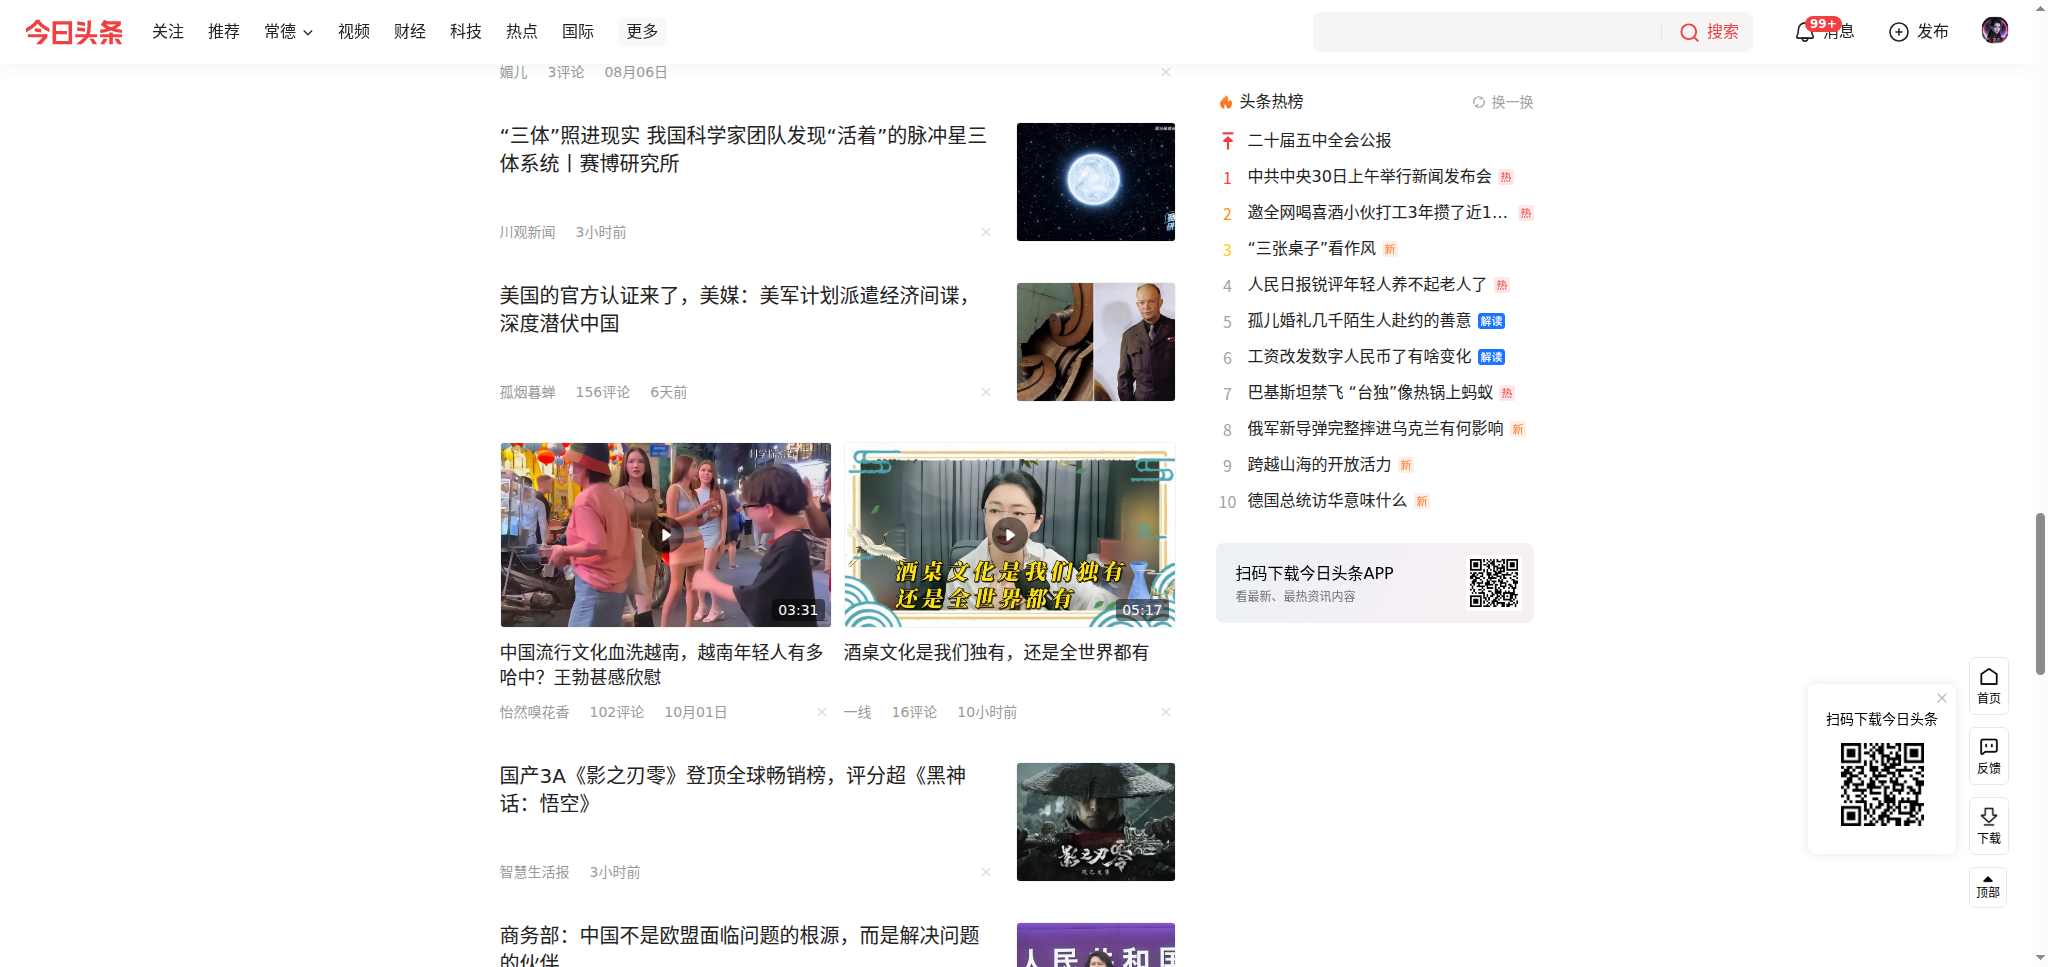 今日头条
关注 推荐 常德 视频 财经 科技 热点 国际 更多
搜索
99+
消息
发布
媚儿 3评论 08月06日
“三体”照进现实 我国科学家团队发现“活着”的脉冲星三
体系统丨赛博研究所
川观新闻 3小时前
美国的官方认证来了，美媒：美军计划派遣经济间谍，
深度潜伏中国
孤烟暮蝉 156评论 6天前
03:31
酒桌文化是我们独有
还是全世界都有
05:17
中国流行文化血洗越南，越南年轻人有多
哈中？王勃甚感欣慰
怡然嗅花香 102评论 10月01日
酒桌文化是我们独有，还是全世界都有
一线 16评论 10小时前
国产3A《影之刃零》登顶全球畅销榜，评分超《黑神
话：悟空》
智慧生活报 3小时前
影之刃零
商务部：中国不是欧盟面临问题的根源，而是解决问题
的伙伴
人民共和国
头条热榜 换一换
二十届五中全会公报
1 中共中央30日上午举行新闻发布会 热
2 邀全网喝喜酒小伙打工3年攒了近1... 热
3 “三张桌子”看作风 新
4 人民日报锐评年轻人养不起老人了 热
5 孤儿婚礼几千陌生人赴约的善意 解读
6 工资改发数字人民币了有啥变化 解读
7 巴基斯坦禁飞 “台独”像热锅上蚂蚁 热
8 俄军新导弹完整摔进乌克兰有何影响 新
9 跨越山海的开放活力 新
10 德国总统访华意味什么 新
扫码下载今日头条APP
看最新、最热资讯内容
扫码下载今日头条
首页
反馈
下载
顶部